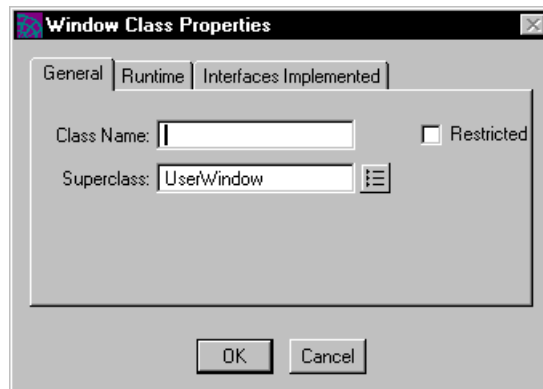 Window Class Properties
General Runtime Interfaces Implemented
Class Name: Restricted
Superclass: UserWindow
OK Cancel